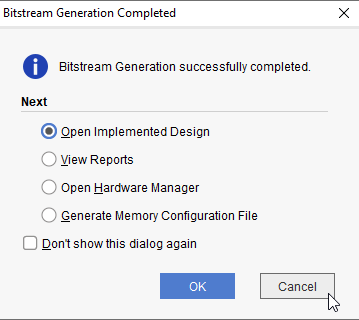 Bitstream Generation Completed
Bitstream Generation successfully completed.
Next
Open Implemented Design
View Reports
Open Hardware Manager
Generate Memory Configuration File
Don't show this dialog again
OK
Cancel